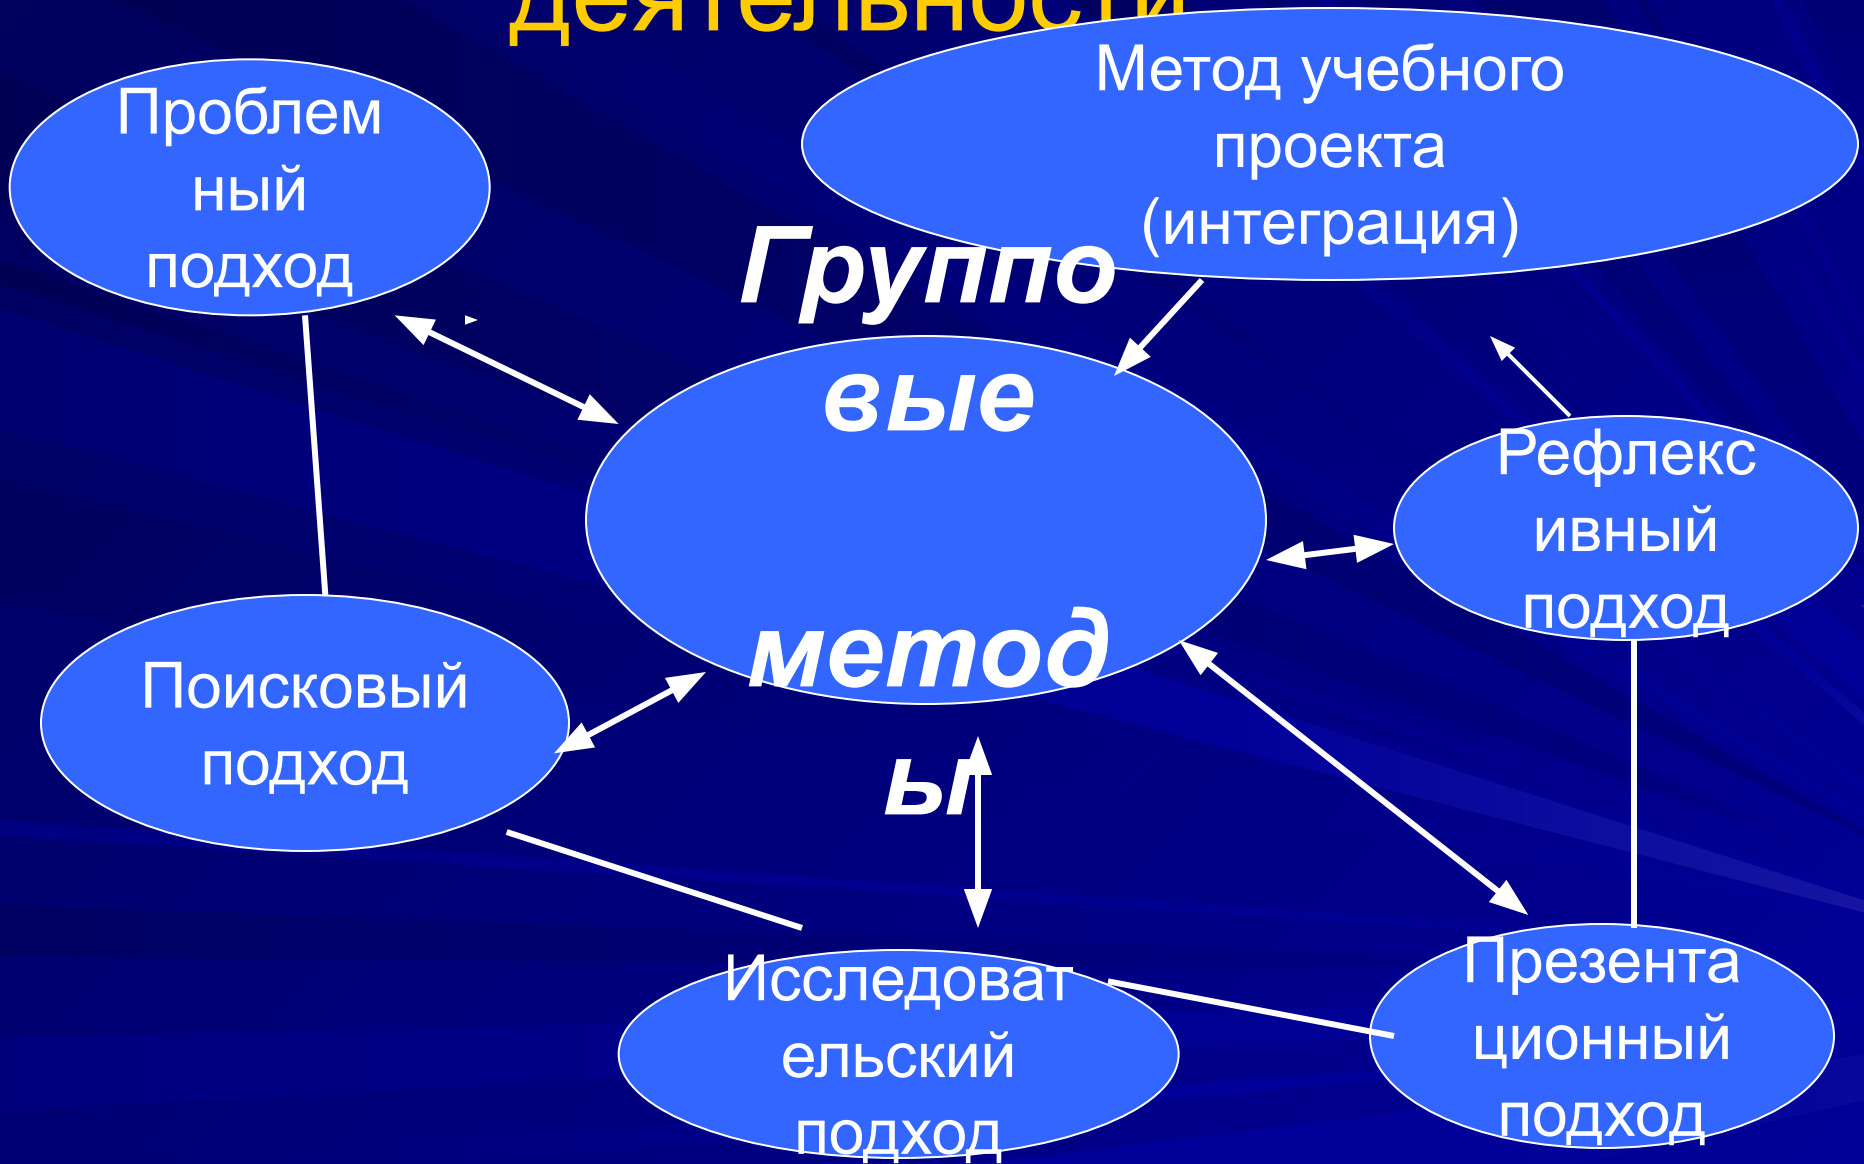 деятельности
Метод учебного
проекта
(интеграция)
Проблем
ный
подход
Группо
вые
метод
ы
Рефлекс
ивный
подход
Поисковый
подход
Исследоват
ельский
подход
Презента
ционный
подход